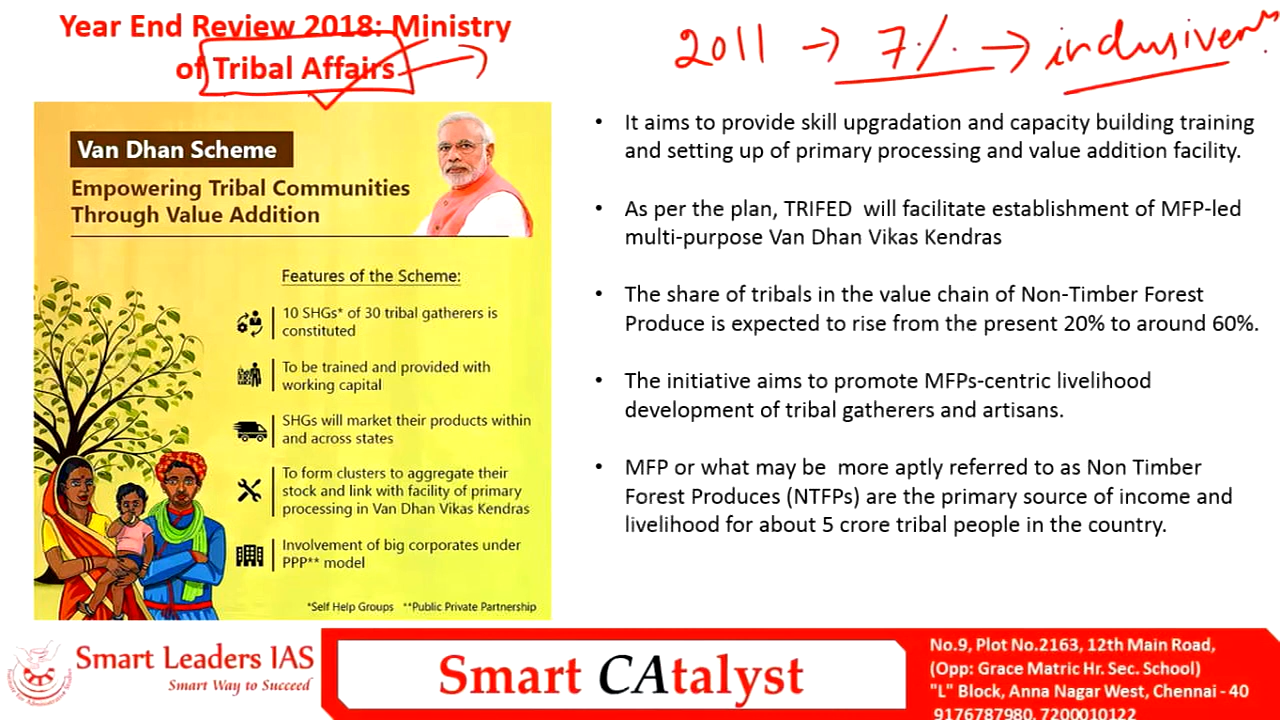 Year End Review 2018: Ministry
of Tribal Affairs
2011 → 7% → inclusiveness
Van Dhan Scheme
Empowering Tribal Communities
Through Value Addition
Features of the Scheme:
10 SHGs* of 30 tribal gatherers is
constituted
To be trained and provided with
working capital
SHGs will market their products within
and across states
To form clusters to aggregate their
stock and link with facility of primary
processing in Van Dhan Vikas Kendras
Involvement of big corporates under
PPP** model
*Self Help Groups **Public Private Partnership
• It aims to provide skill upgradation and capacity building training
and setting up of primary processing and value addition facility.
• As per the plan, TRIFED will facilitate establishment of MFP-led
multi-purpose Van Dhan Vikas Kendras
• The share of tribals in the value chain of Non-Timber Forest
Produce is expected to rise from the present 20% to around 60%.
• The initiative aims to promote MFPs-centric livelihood
development of tribal gatherers and artisans.
• MFP or what may be more aptly referred to as Non Timber
Forest Produces (NTFPs) are the primary source of income and
livelihood for about 5 crore tribal people in the country.
Smart Leaders IAS
Smart Way to Succeed
Smart CAtalyst
No.9, Plot No.2163, 12th Main Road,
(Opp: Grace Matric Hr. Sec. School)
"L" Block, Anna Nagar West, Chennai - 40
9176787980, 7200010122